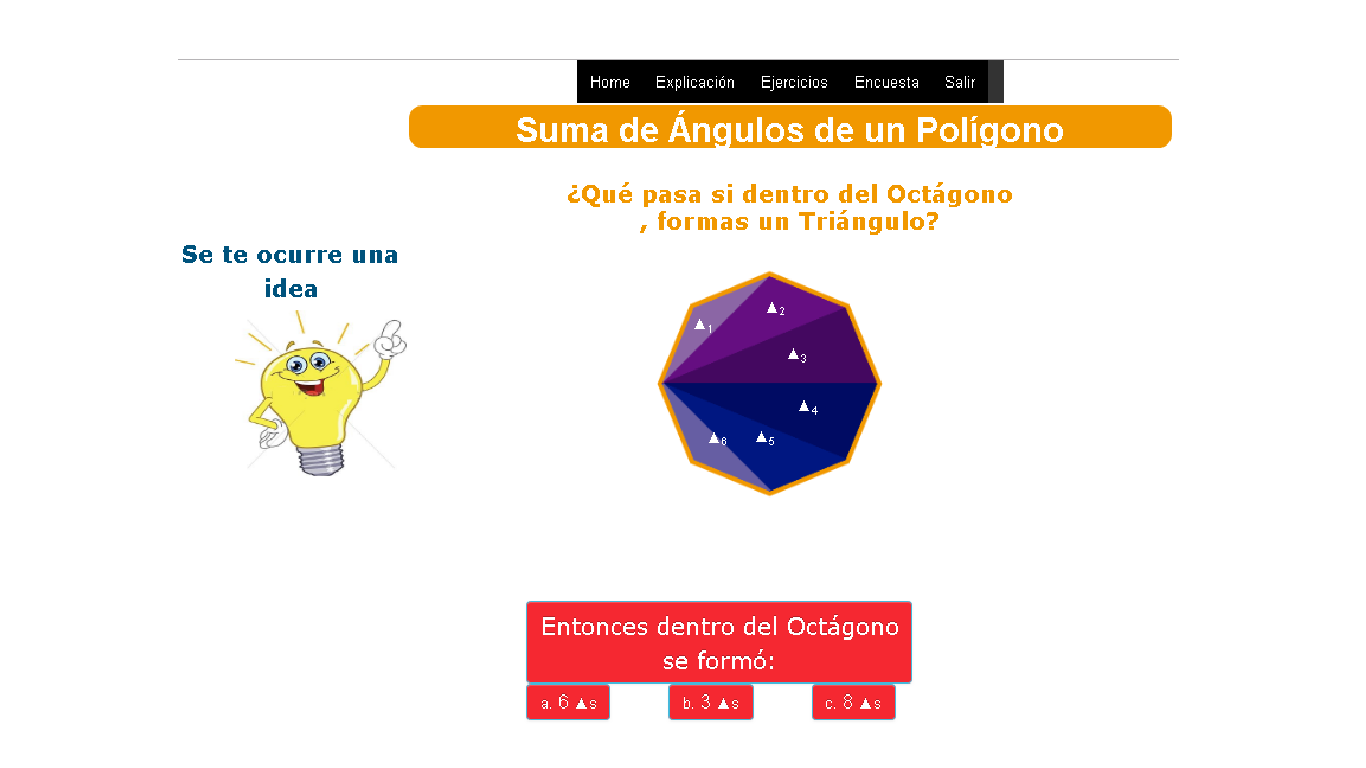 Home Explicación Ejercicios Encuesta Salir
Suma de Ángulos de un Polígono
¿Qué pasa si dentro del Octágono
, formas un Triángulo?
Se te ocurre una
idea
▲1
▲2
▲3
▲4
▲5
▲6
Entonces dentro del Octágono
se formó:
a. 6 ▲s
b. 3 ▲s
c. 8 ▲s